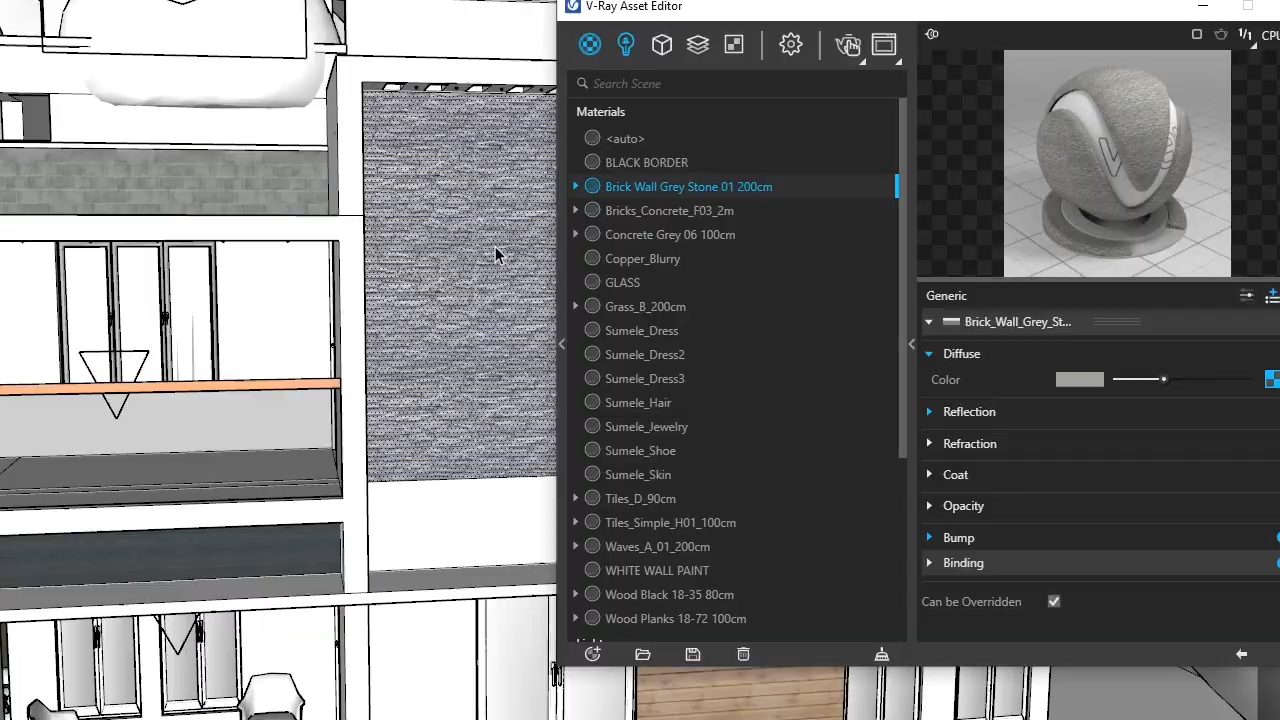 V-Ray Asset Editor
1/1 CPU
Search Scene
Materials
<auto>
BLACK BORDER
Brick Wall Grey Stone 01 200cm
Bricks_Concrete_F03_2m
Concrete Grey 06 100cm
Copper_Blurry
GLASS
Grass_B_200cm
Sumele_Dress
Sumele_Dress2
Sumele_Dress3
Sumele_Hair
Sumele_Jewelry
Sumele_Shoe
Sumele_Skin
Tiles_D_90cm
Tiles_Simple_H01_100cm
Waves_A_01_200cm
WHITE WALL PAINT
Wood Black 18-35 80cm
Wood Planks 18-72 100cm
Generic
Brick_Wall_Grey_St...
Diffuse
Color
Reflection
Refraction
Coat
Opacity
Bump
Binding
Can be Overridden